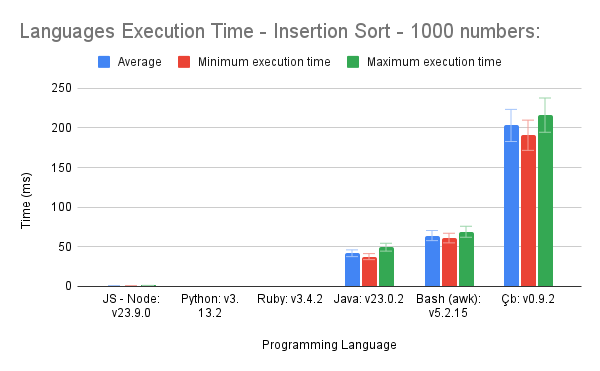 Languages Execution Time - Insertion Sort - 1000 numbers:
Average Minimum execution time Maximum execution time
250
200
150
100
50
0
Time (ms)
JS - Node:
v23.9.0
Python: v3.
13.2
Ruby: v3.4.2
Java: v23.0.2
Bash (awk):
v5.2.15
Çb: v0.9.2
Programming Language